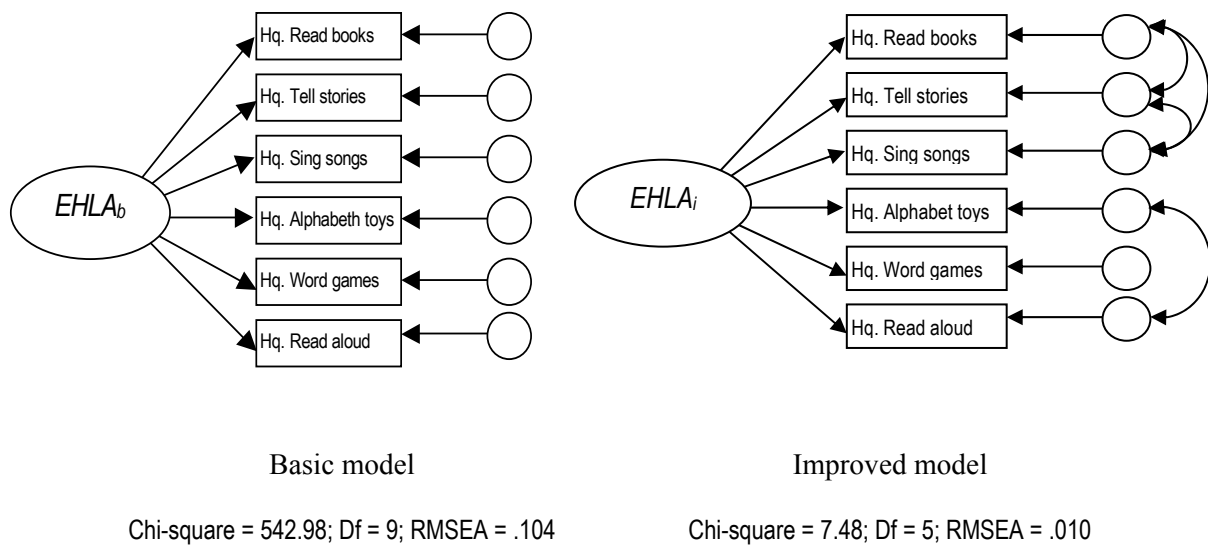 Hq. Read books
Hq. Tell stories
Hq. Sing songs
EHLAb
Hq. Alphabeth toys
Hq. Word games
Hq. Read aloud
Basic model
Chi-square = 542.98; Df = 9; RMSEA = .104
Hq. Read books
Hq. Tell stories
Hq. Sing songs
EHLAi
Hq. Alphabet toys
Hq. Word games
Hq. Read aloud
Improved model
Chi-square = 7.48; Df = 5; RMSEA = .010